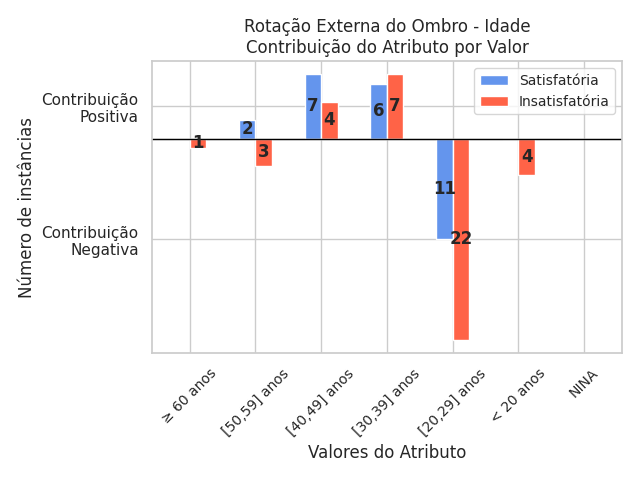 Rotação Externa do Ombro - Idade
Contribuição do Atributo por Valor
Satisfatória
Insatisfatória
Contribuição
Positiva
Contribuição
Negativa
Número de instâncias
1
2
3
7
4
6
7
11
22
4
≥ 60 anos
[50,59] anos
[40,49] anos
[30,39] anos
[20,29] anos
< 20 anos
NINA
Valores do Atributo